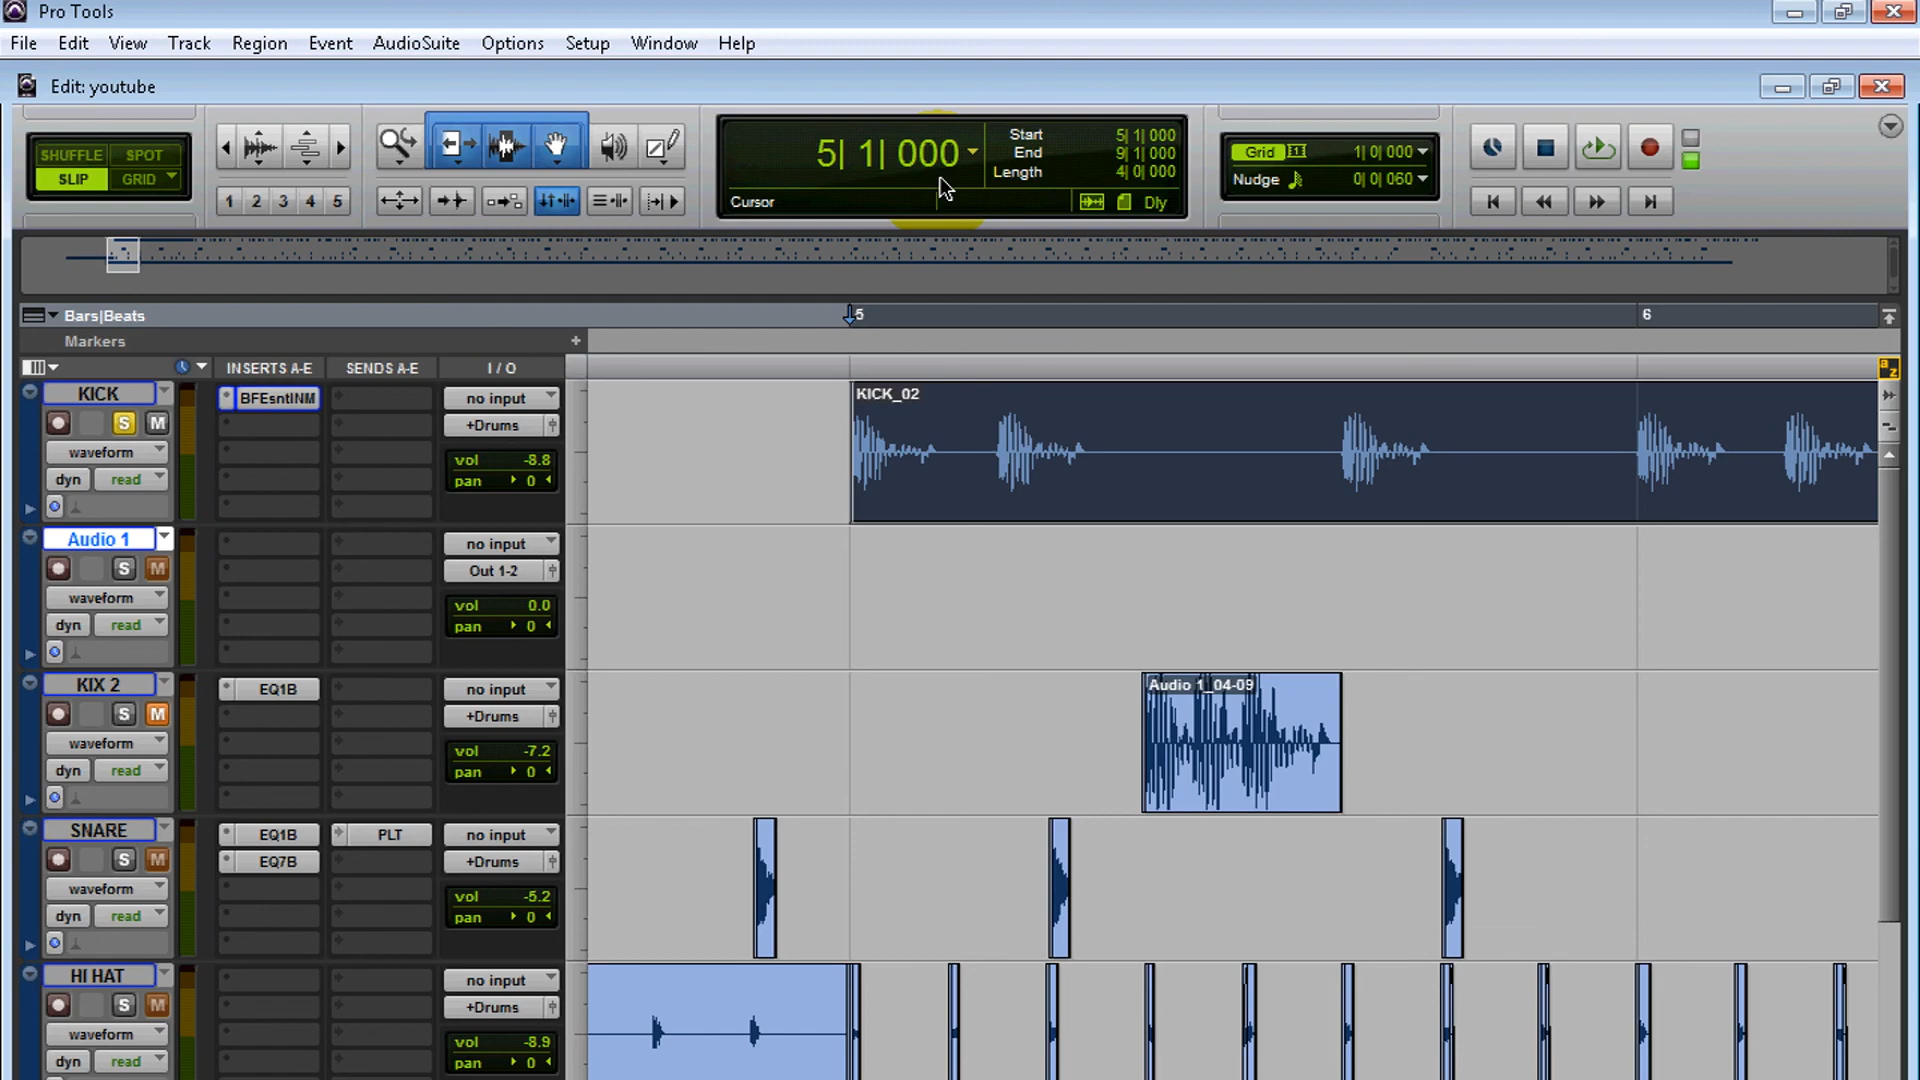 Pro Tools
File Edit View Track Region Event AudioSuite Options Setup Window Help
Edit: youtube
SHUFFLE SPOT
SLIP GRID
1 2 3 4 5
5| 1| 000
Start 5| 1| 000
End 9| 1| 000
Length 4| 0| 000
Cursor
Dly
Grid 1| 0| 000
Nudge 0| 0| 060
Bars|Beats
5 6
Markers
INSERTS A-E SENDS A-E I / O
a z
KICK
S M
waveform
dyn read
BFEsntlNM
no input
+Drums
vol -8.8
pan 0
KICK_02
Audio 1
S M
waveform
dyn read
no input
Out 1-2
vol 0.0
pan 0
KIX 2
S M
waveform
dyn read
EQ1B
no input
+Drums
vol -7.2
pan 0
Audio 1_04-09
SNARE
S M
waveform
dyn read
EQ1B PLT
EQ7B
no input
+Drums
vol -5.2
pan 0
HI HAT
S M
waveform
dyn read
no input
+Drums
vol -8.9
pan 0